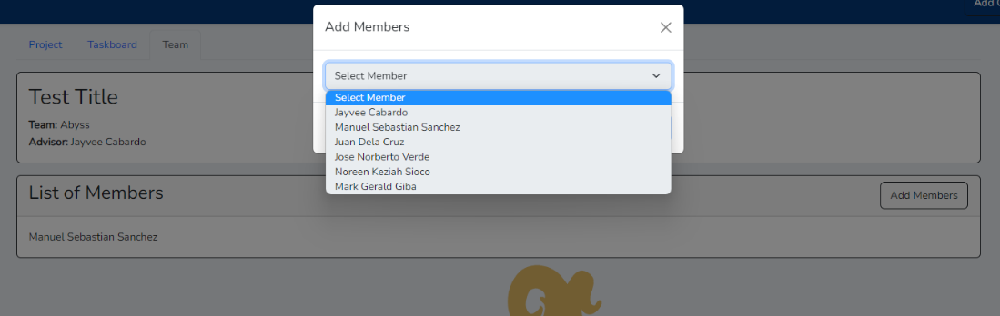 Add
Add Members
Project Taskboard Team
Select Member
Select Member
Jayvee Cabardo
Manuel Sebastian Sanchez
Juan Dela Cruz
Jose Norberto Verde
Noreen Keziah Sioco
Mark Gerald Giba
Test Title
Team: Abyss
Advisor: Jayvee Cabardo
List of Members
Add Members
Manuel Sebastian Sanchez